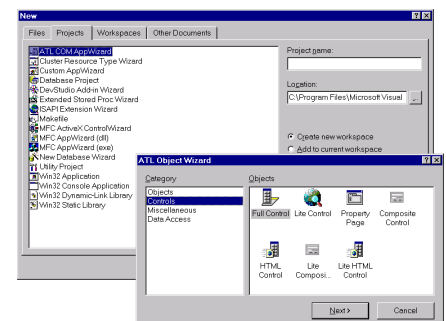 New
Files Projects Workspaces Other Documents
ATL COM AppWizard
Cluster Resource Type Wizard
Custom AppWizard
Database Project
DevStudio Add-in Wizard
Extended Stored Proc Wizard
ISAPI Extension Wizard
Makefile
MFC ActiveX ControlWizard
MFC AppWizard (dll)
MFC AppWizard (exe)
New Database Wizard
Utility Project
Win32 Application
Win32 Console Application
Win32 Dynamic-Link Library
Win32 Static Library
Project name:
Location:
C:\Program Files\Microsoft Visual
...
Create new workspace
Add to current workspace
ATL Object Wizard
Category
Objects
Controls
Miscellaneous
Data Access
Objects
Full Control
Lite Control
Property Page
Composite Control
HTML Control
Lite Composi...
Lite HTML Control
Next >
Cancel